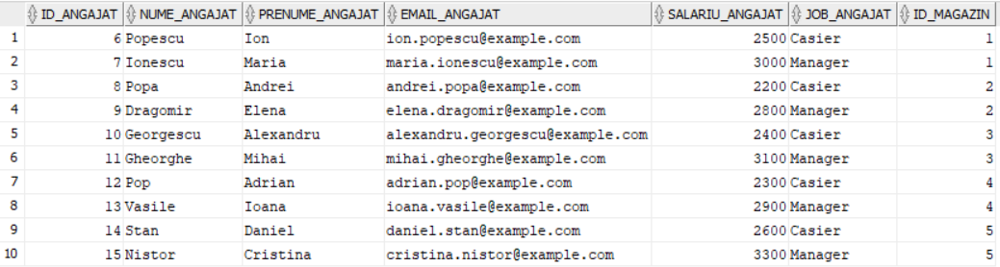 ID_ANGAJAT NUME_ANGAJAT PRENUME_ANGAJAT EMAIL_ANGAJAT SALARIU_ANGAJAT JOB_ANGAJAT ID_MAGAZIN
1 6 Popescu Ion ion.popescu@example.com 2500 Casier 1
2 7 Ionescu Maria maria.ionescu@example.com 3000 Manager 1
3 8 Popa Andrei andrei.popa@example.com 2200 Casier 2
4 9 Dragomir Elena elena.dragomir@example.com 2800 Manager 2
5 10 Georgescu Alexandru alexandru.georgescu@example.com 2400 Casier 3
6 11 Gheorghe Mihai mihai.gheorghe@example.com 3100 Manager 3
7 12 Pop Adrian adrian.pop@example.com 2300 Casier 4
8 13 Vasile Ioana ioana.vasile@example.com 2900 Manager 4
9 14 Stan Daniel daniel.stan@example.com 2600 Casier 5
10 15 Nistor Cristina cristina.nistor@example.com 3300 Manager 5